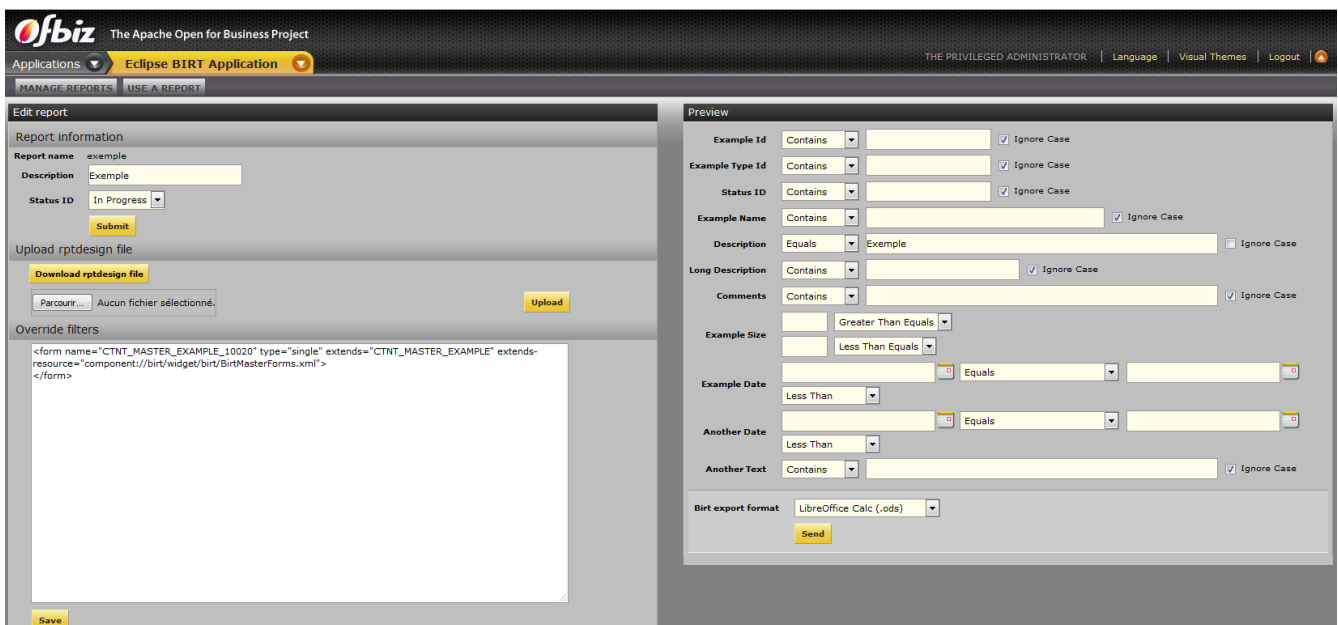 Ofbiz The Apache Open for Business Project
Applications Eclipse BIRT Application THE PRIVILEGED ADMINISTRATOR | Language | Visual Themes | Logout |
MANAGE REPORTS USE A REPORT
Edit report
Report information
Report name exemple
Description Exemple
Status ID In Progress
Submit
Upload rptdesign file
Download rptdesign file
Parcourir... Aucun fichier sélectionné. Upload
Override filters
<form name="CTNT_MASTER_EXAMPLE_10020" type="single" extends="CTNT_MASTER_EXAMPLE" extends-
resource="component://birt/widget/birt/BirtMasterForms.xml">
</form>
Save
Preview
Example Id Contains Ignore Case
Example Type Id Contains Ignore Case
Status ID Contains Ignore Case
Example Name Contains Ignore Case
Description Equals Exemple Ignore Case
Long Description Contains Ignore Case
Comments Contains Ignore Case
Example Size Greater Than Equals
Less Than Equals
Example Date Equals
Less Than
Another Date Equals
Less Than
Another Text Contains Ignore Case
Birt export format LibreOffice Calc (.ods)
Send